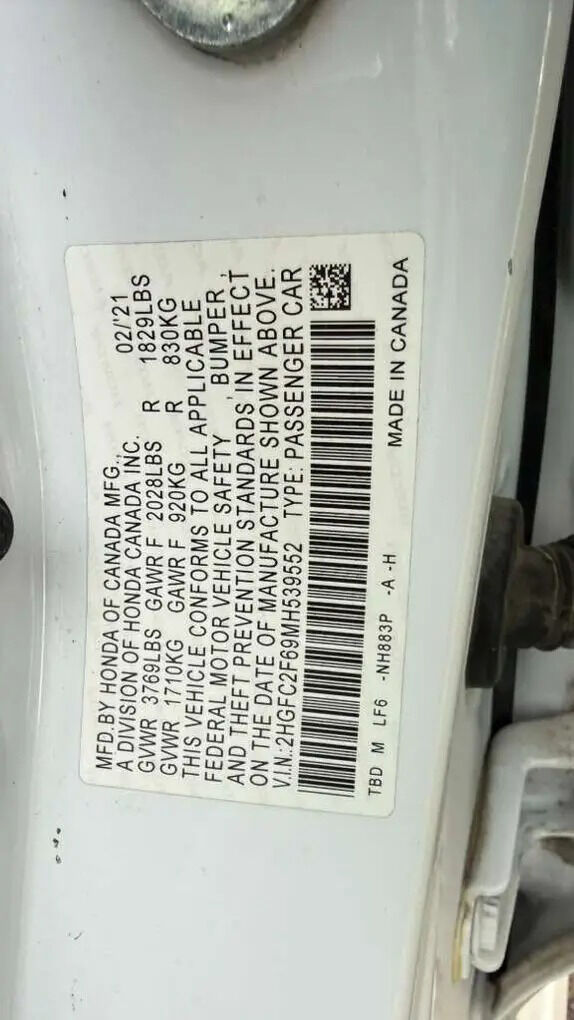 MFD.BY HONDA OF CANADA MFG.,
A DIVISION OF HONDA CANADA INC. 02/'21
GVWR 3769LBS GAWR F 2028LBS R 1829LBS
GVWR 1710KG GAWR F 920KG R 830KG
THIS VEHICLE CONFORMS TO ALL APPLICABLE
FEDERAL MOTOR VEHICLE SAFETY , BUMPER ,
AND THEFT PREVENTION STANDARDS IN EFFECT
ON THE DATE OF MANUFACTURE SHOWN ABOVE.
V.I.N.:2HGFC2F69MH539552 TYPE: PASSENGER CAR
TBD M LF6 -NH883P -A -H MADE IN CANADA